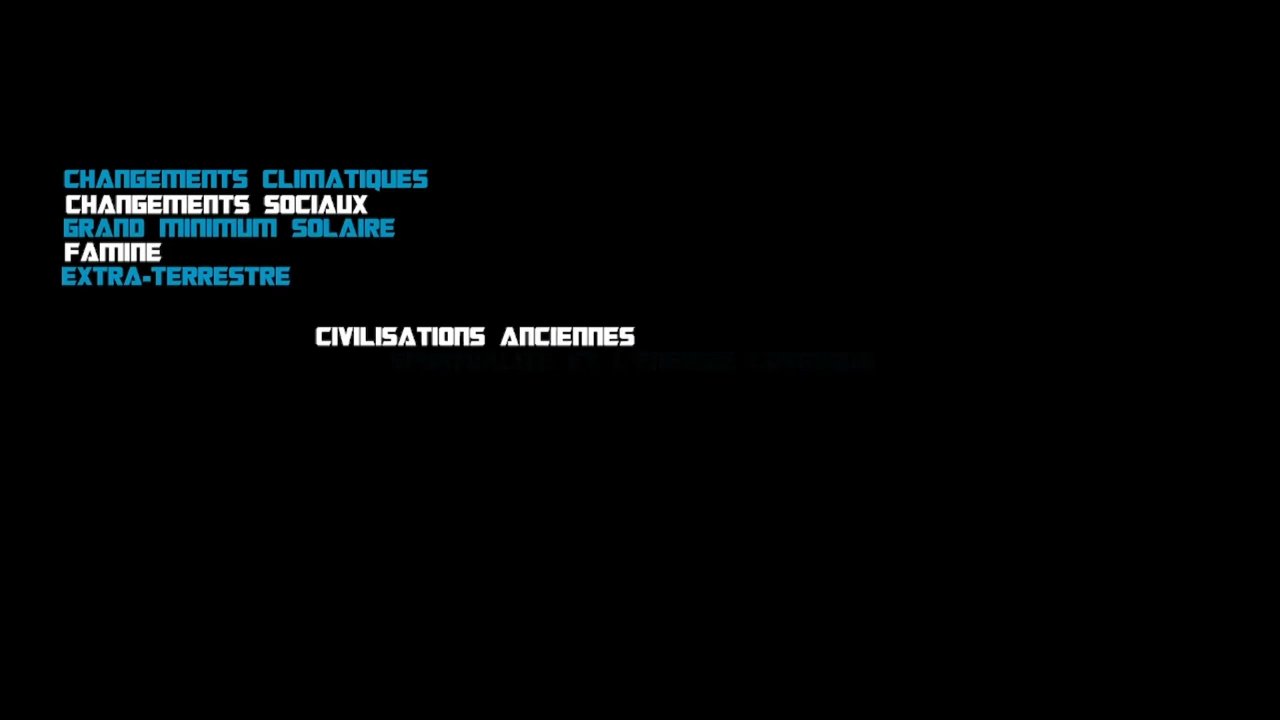 CHANGEMENTS CLIMATIQUES
CHANGEMENTS SOCIAUX
GRAND MINIMUM SOLAIRE
FAMINE
EXTRA-TERRESTRE
CIVILISATIONS ANCIENNES